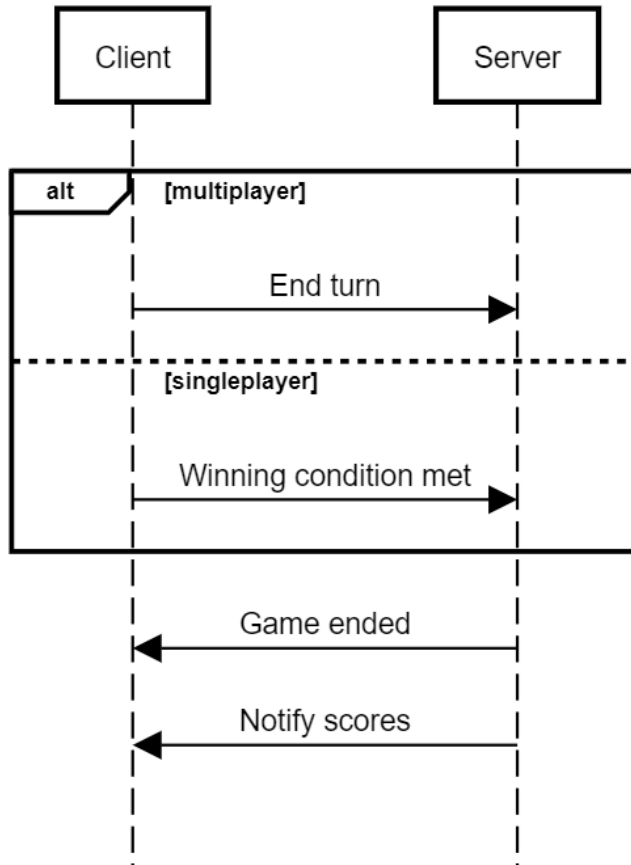 Client
Server
alt
[multiplayer]
End turn
[singleplayer]
Winning condition met
Game ended
Notify scores